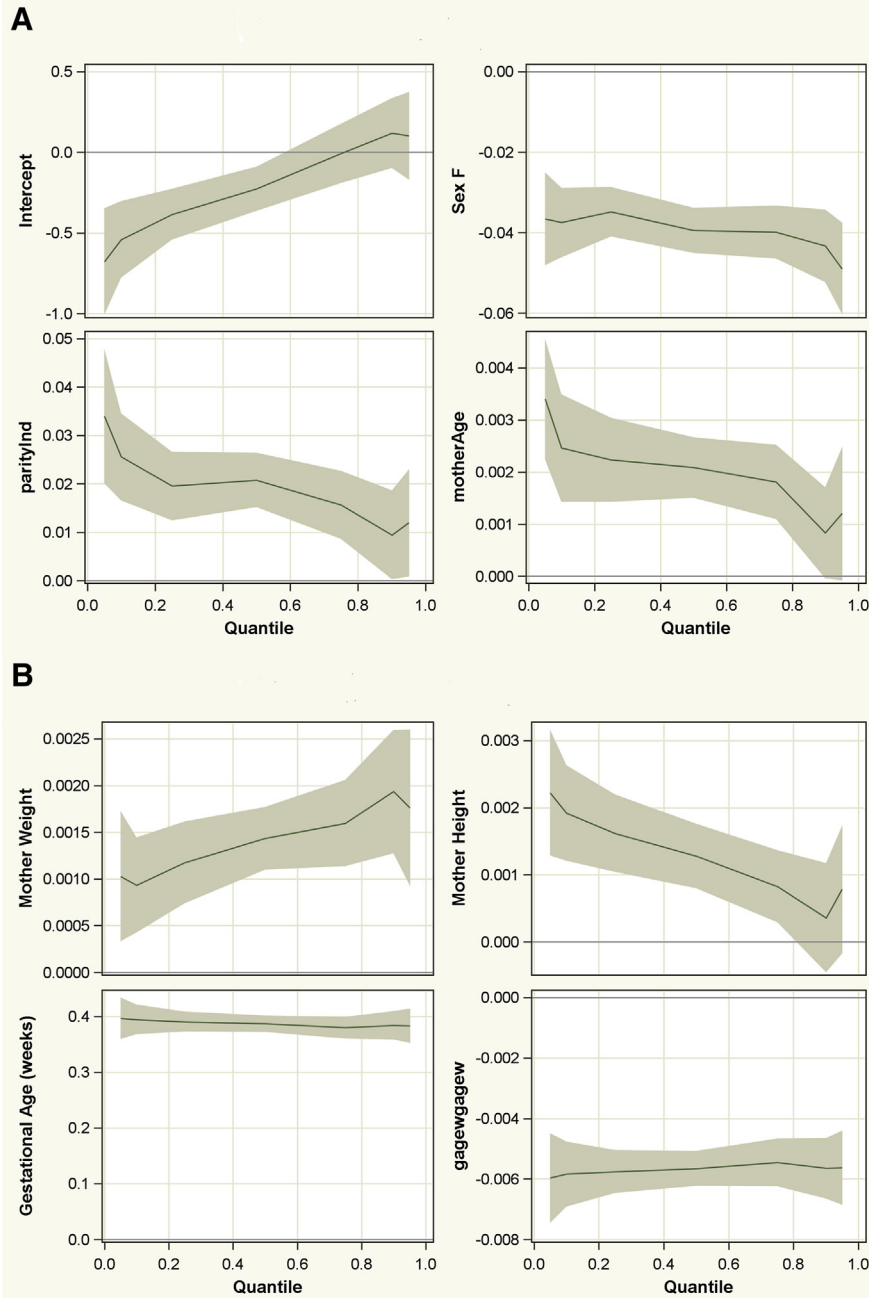 A
Intercept
0.5
0.0
-0.5
-1.0
Sex F
0.00
-0.02
-0.04
-0.06
parityInd
0.05
0.04
0.03
0.02
0.01
0.00
0.0 0.2 0.4 0.6 0.8 1.0
Quantile
motherAge
0.004
0.003
0.002
0.001
0.000
0.0 0.2 0.4 0.6 0.8 1.0
Quantile
B
Mother Weight
0.0025
0.0020
0.0015
0.0010
0.0005
0.0000
Mother Height
0.003
0.002
0.001
0.000
Gestational Age (weeks)
0.4
0.3
0.2
0.1
0.0
0.0 0.2 0.4 0.6 0.8 1.0
Quantile
gagewgagew
0.000
-0.002
-0.004
-0.006
-0.008
0.0 0.2 0.4 0.6 0.8 1.0
Quantile